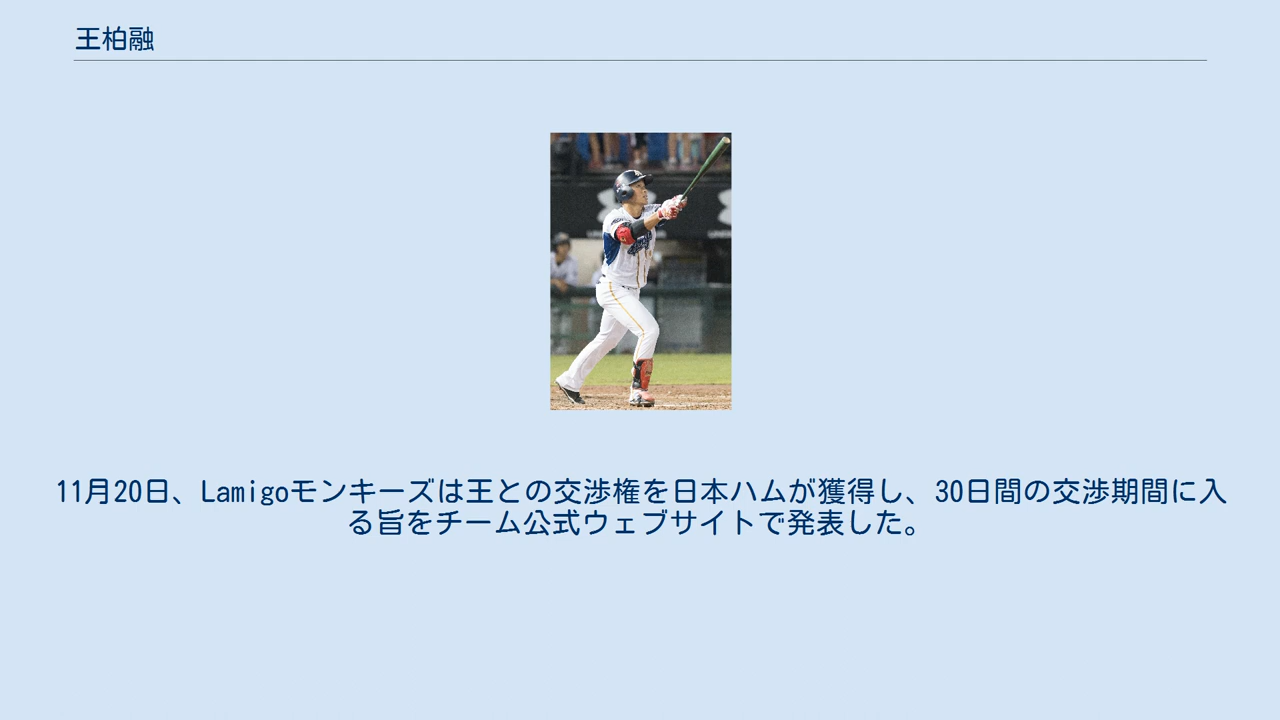 王柏融
11月20日、Lamigoモンキーズは王との交渉権を日本ハムが獲得し、30日間の交渉期間に入
る旨をチーム公式ウェブサイトで発表した。